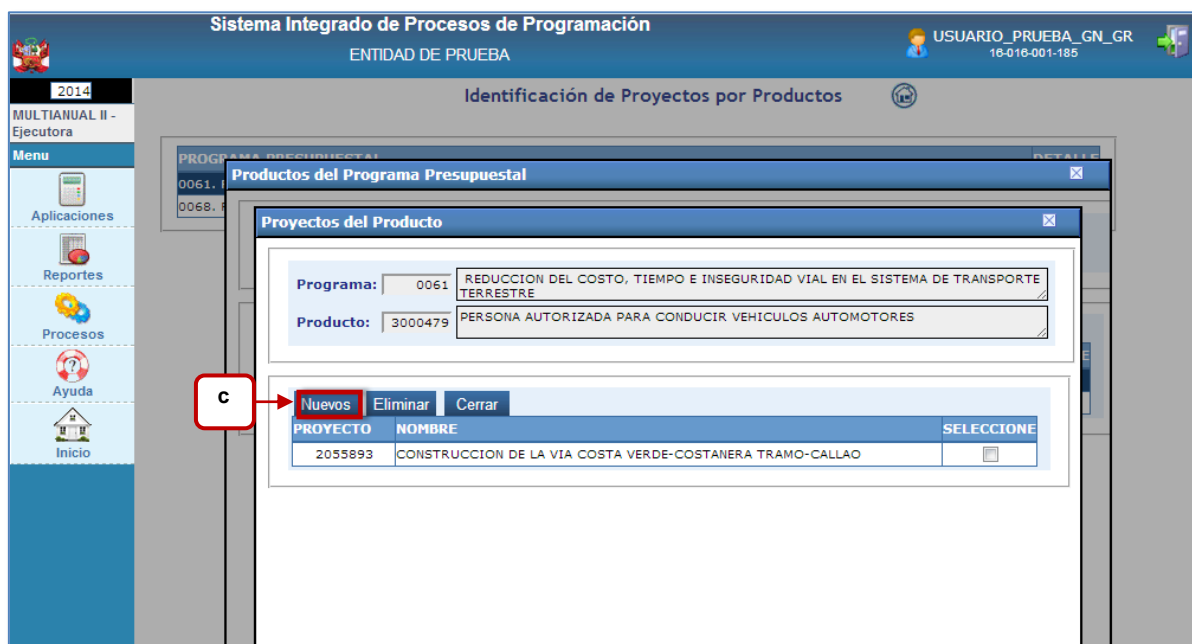 Sistema Integrado de Procesos de Programación
ENTIDAD DE PRUEBA
USUARIO_PRUEBA_GN_GR
16-016-001-185
2014
MULTIANUAL II -
Ejecutora
Menu
Aplicaciones
Reportes
Procesos
Ayuda
Inicio
Identificación de Proyectos por Productos
PROGRAMA PRESUPUESTAL DETALLE
0061.
0068.
Productos del Programa Presupuestal
Proyectos del Producto
Programa: 0061 REDUCCION DEL COSTO, TIEMPO E INSEGURIDAD VIAL EN EL SISTEMA DE TRANSPORTE
TERRESTRE
Producto: 3000479 PERSONA AUTORIZADA PARA CONDUCIR VEHICULOS AUTOMOTORES
c
Nuevos Eliminar Cerrar
PROYECTO NOMBRE SELECCIONE
2055893 CONSTRUCCION DE LA VIA COSTA VERDE-COSTANERA TRAMO-CALLAO